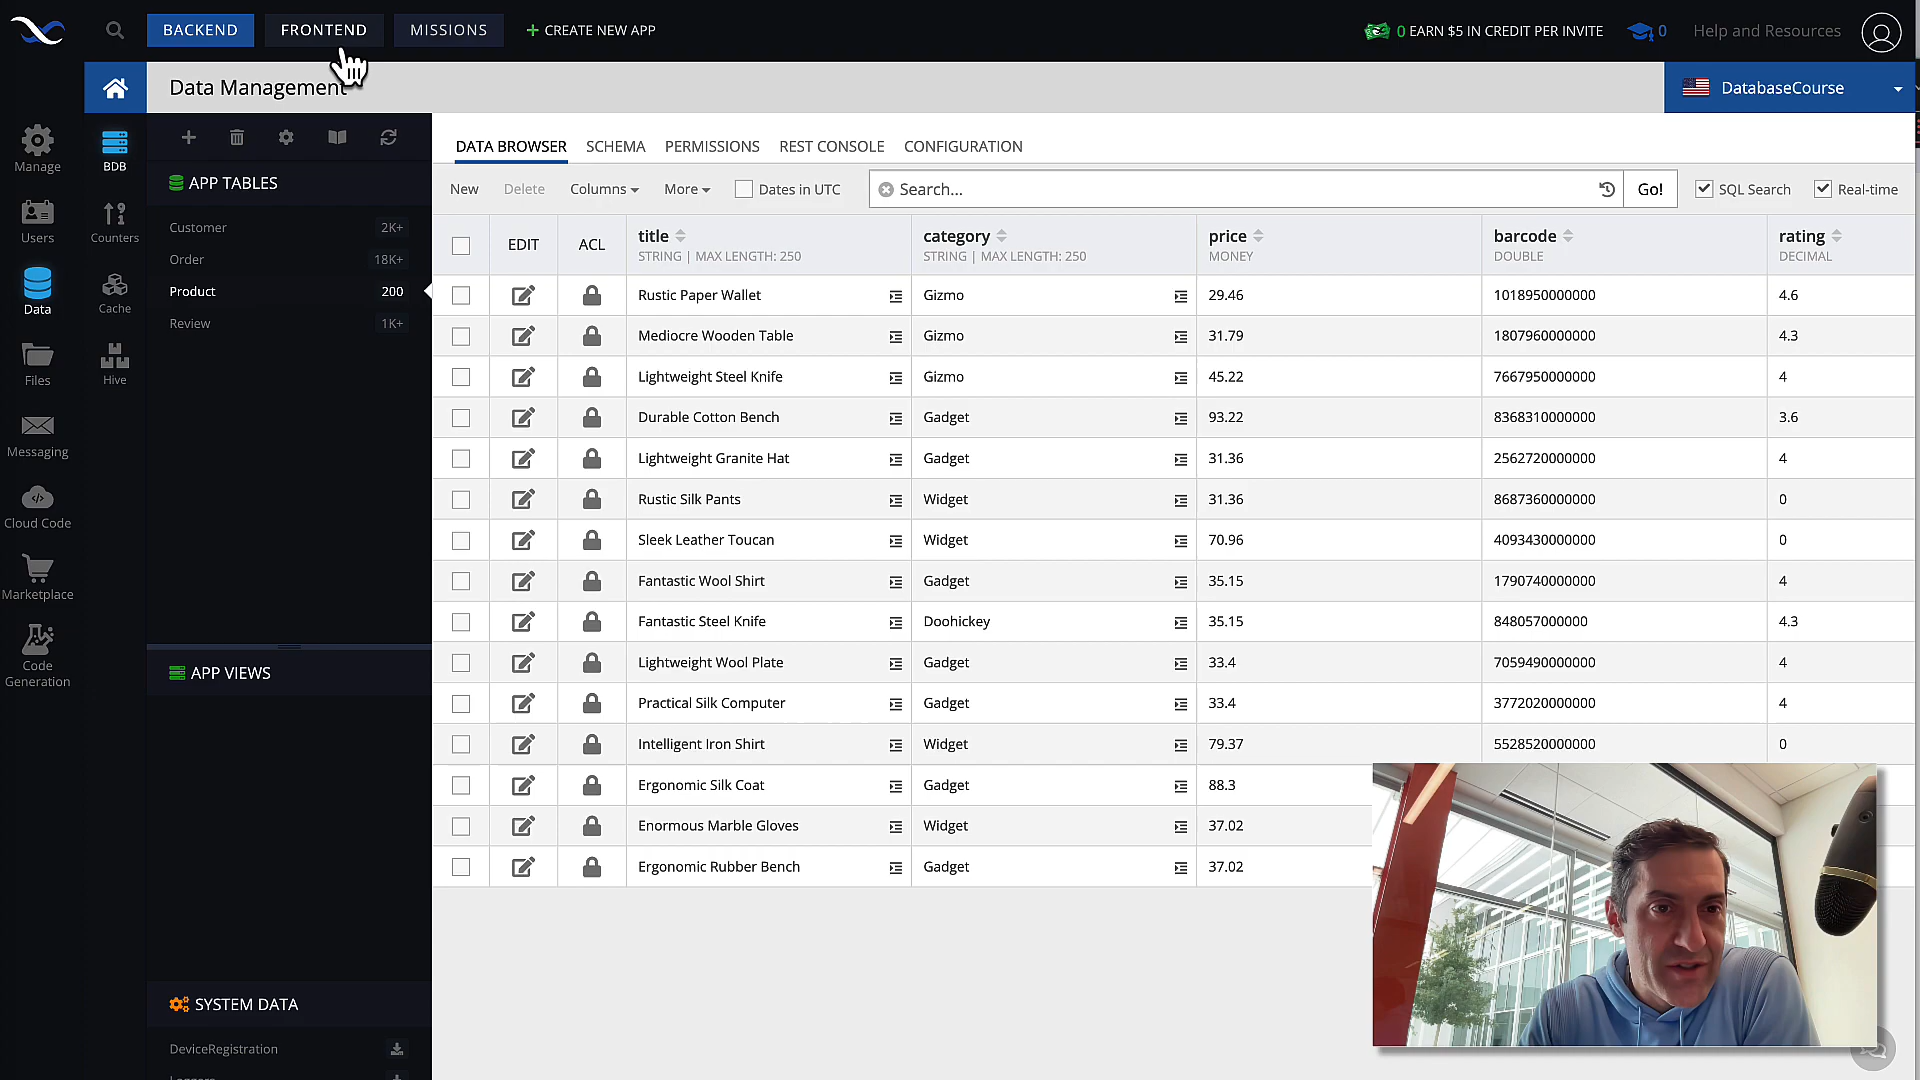 BACKEND FRONTEND MISSIONS + CREATE NEW APP 0 EARN $5 IN CREDIT PER INVITE 0 Help and Resources
Data Management DatabaseCourse
Manage
Users
Data
Files
Messaging
Cloud Code
Marketplace
Code
Generation
BDB
Counters
Cache
Hive
APP TABLES
Customer 2K+
Order 18K+
Product 200
Review 1K+
APP VIEWS
SYSTEM DATA
DeviceRegistration
Loggers
DATA BROWSER SCHEMA PERMISSIONS REST CONSOLE CONFIGURATION
New Delete Columns More Dates in UTC Search... Go! SQL Search Real-time
EDIT ACL title category price barcode rating
STRING | MAX LENGTH: 250 STRING | MAX LENGTH: 250 MONEY DOUBLE DECIMAL
Rustic Paper Wallet Gizmo 29.46 1018950000000 4.6
Mediocre Wooden Table Gizmo 31.79 1807960000000 4.3
Lightweight Steel Knife Gizmo 45.22 7667950000000 4
Durable Cotton Bench Gadget 93.22 8368310000000 3.6
Lightweight Granite Hat Gadget 31.36 2562720000000 4
Rustic Silk Pants Widget 31.36 8687360000000 0
Sleek Leather Toucan Widget 70.96 4093430000000 0
Fantastic Wool Shirt Gadget 35.15 1790740000000 4
Fantastic Steel Knife Doohickey 35.15 848057000000 4.3
Lightweight Wool Plate Gadget 33.4 7059490000000 4
Practical Silk Computer Gadget 33.4 3772020000000 4
Intelligent Iron Shirt Widget 79.37 5528520000000 0
Ergonomic Silk Coat Gadget 88.3
Enormous Marble Gloves Widget 37.02
Ergonomic Rubber Bench Gadget 37.02